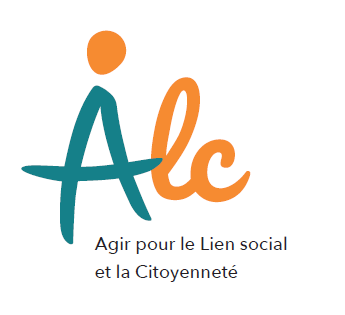 Alc
Agir pour le Lien social
et la Citoyenneté